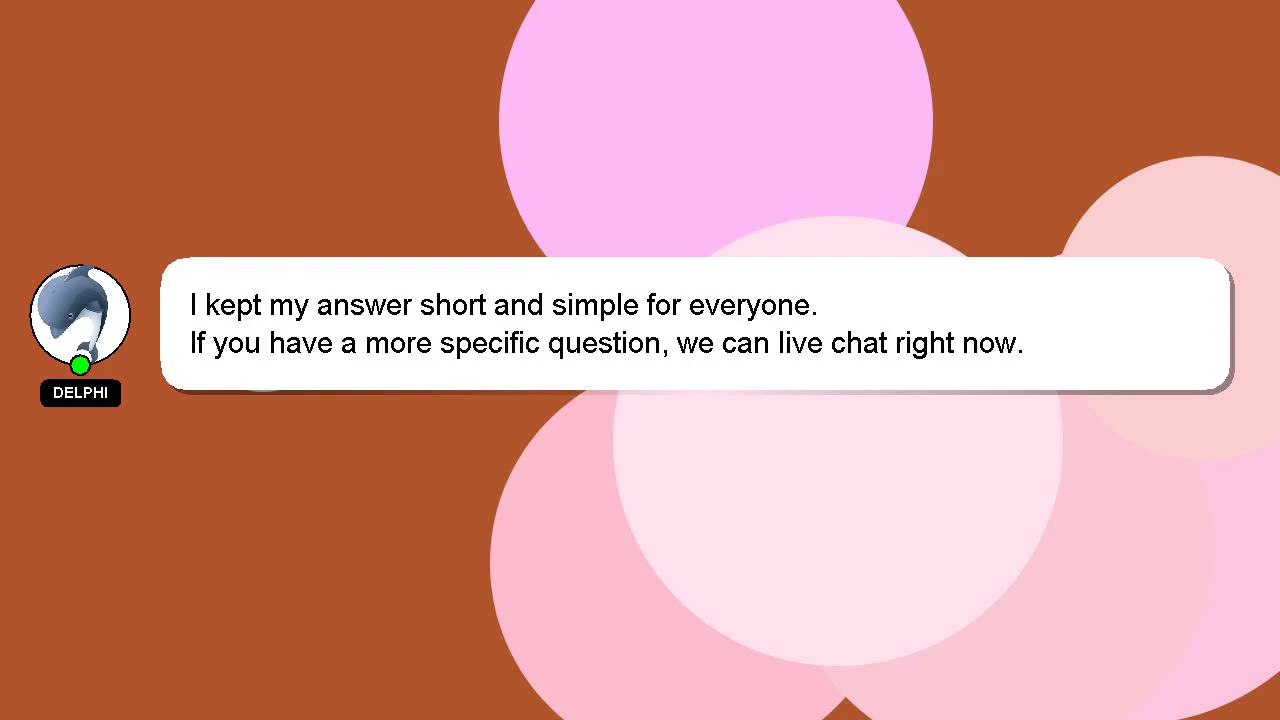 I kept my answer short and simple for everyone.
If you have a more specific question, we can live chat right now.
DELPHI